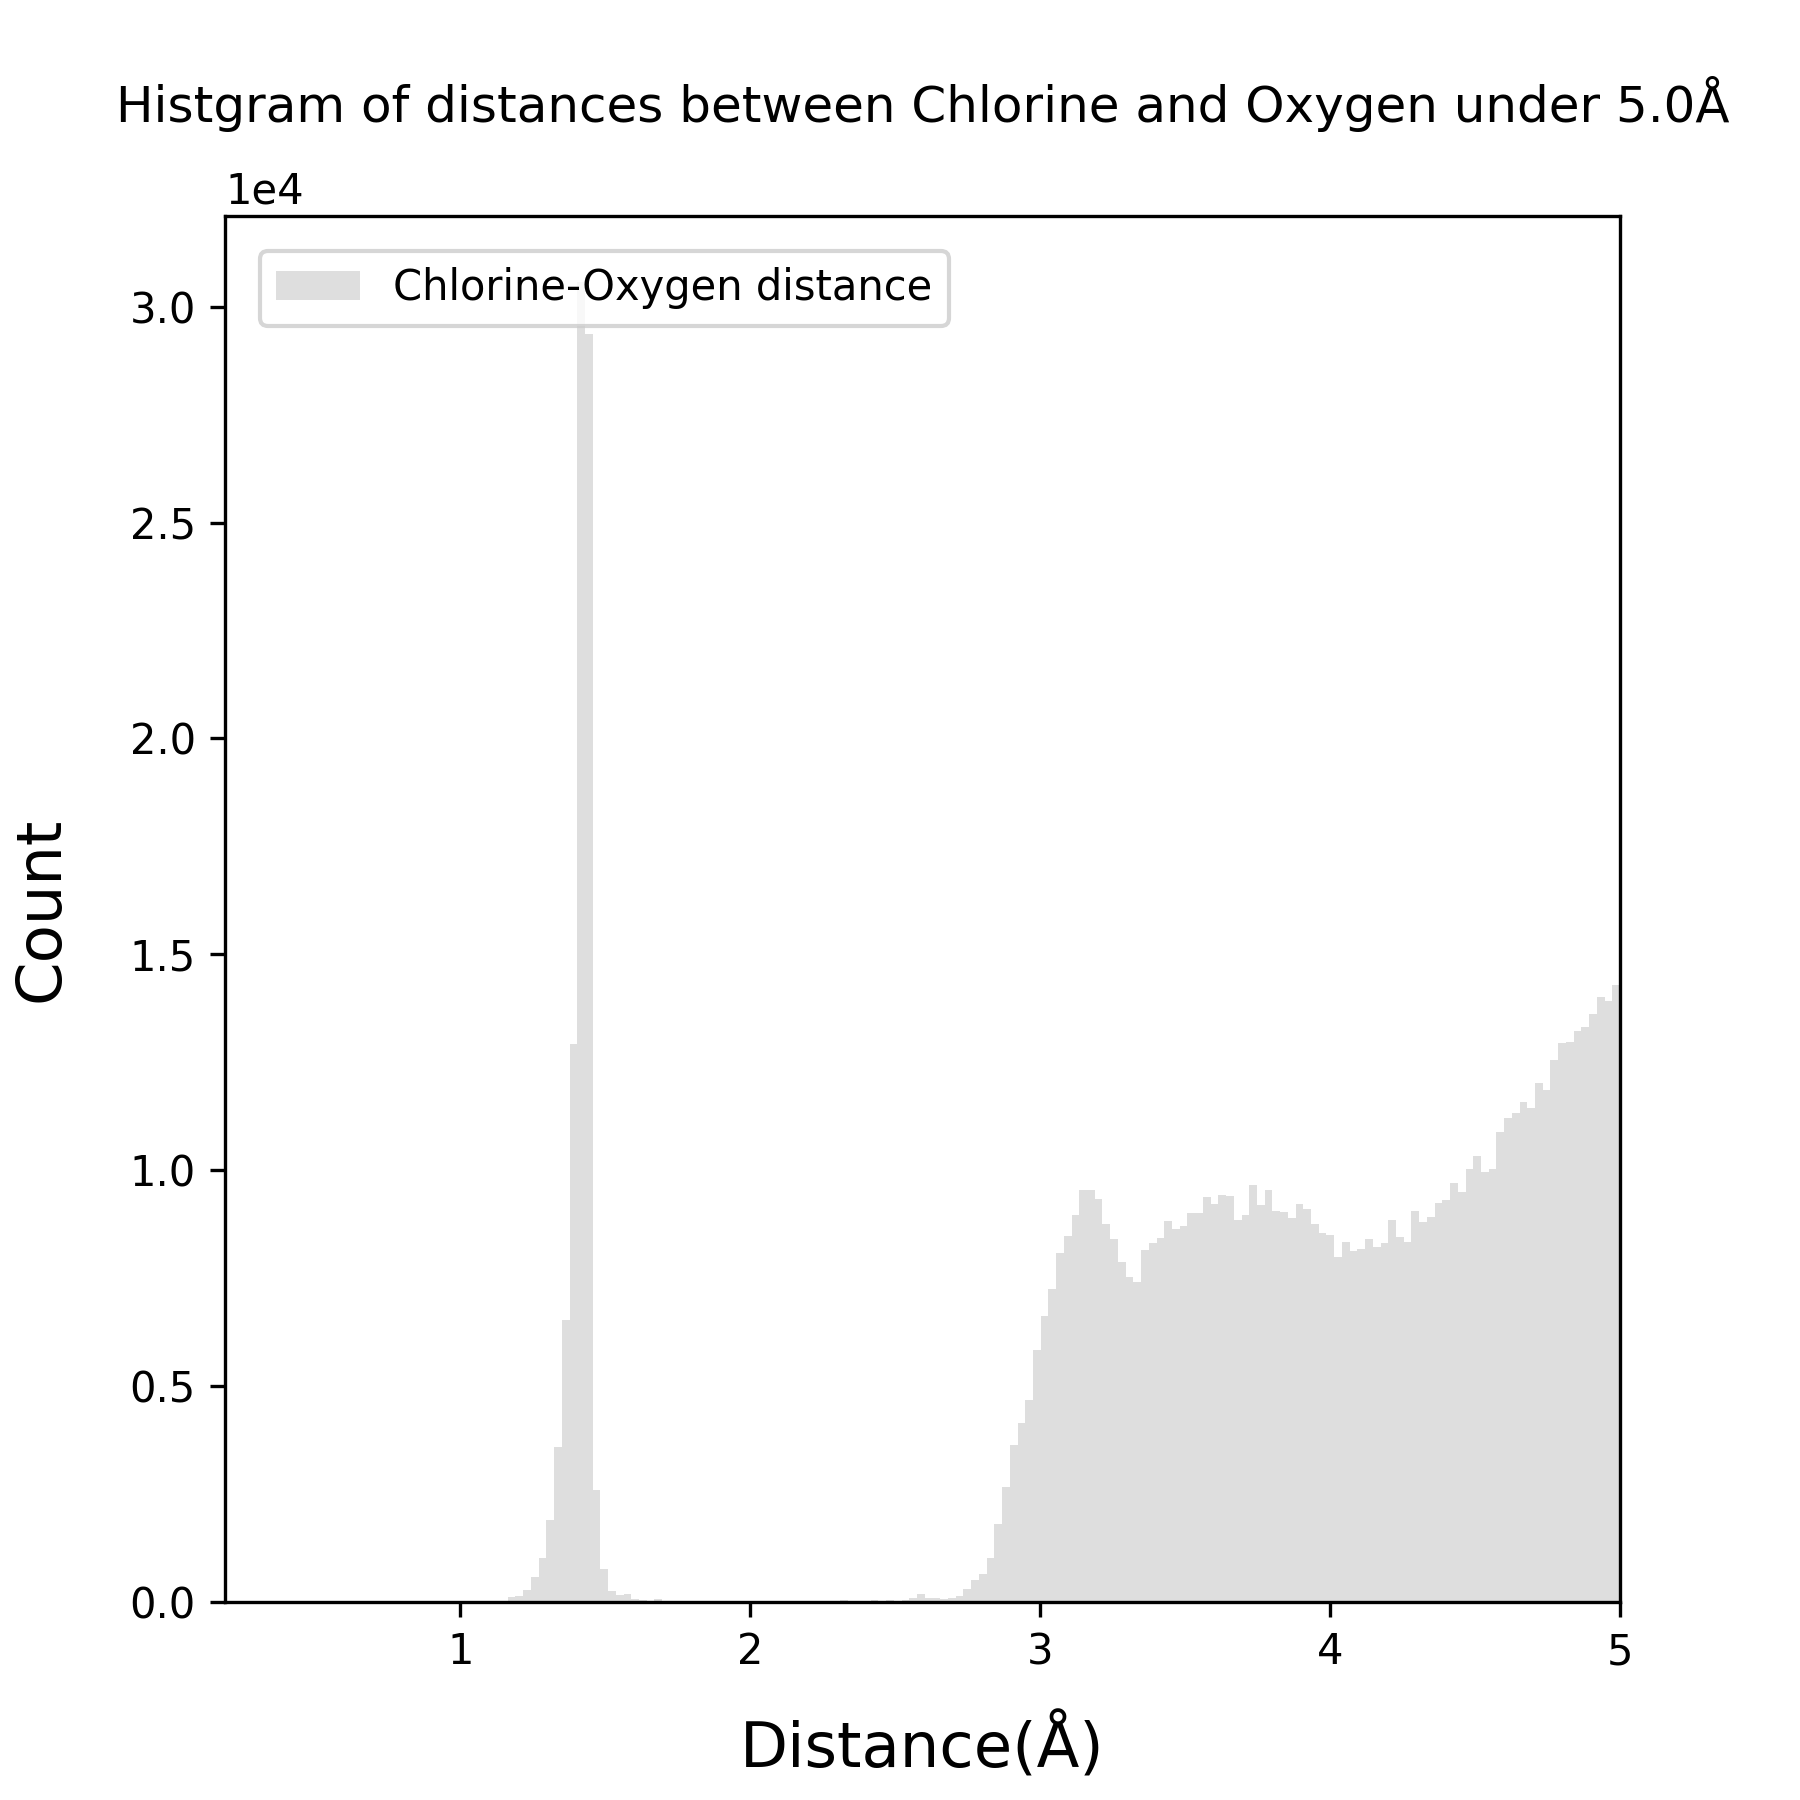 Histgram of distances between Chlorine and Oxygen under 5.0Å
1e4
Chlorine-Oxygen distance
3.0
2.5
2.0
1.5
1.0
0.5
0.0
Count
1 2 3 4 5
Distance(Å)